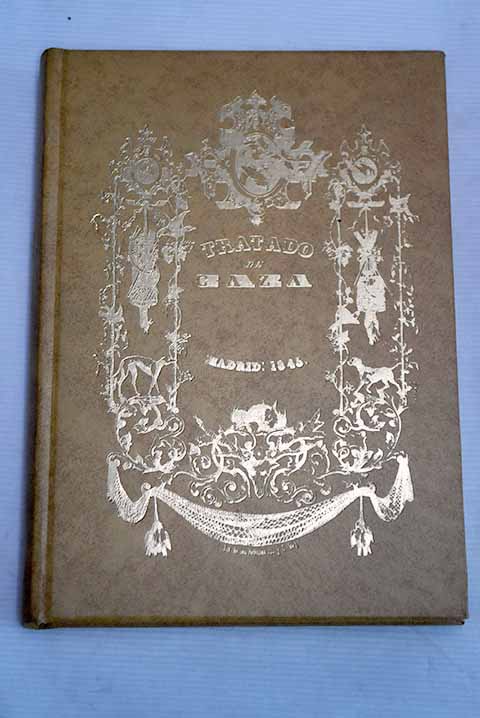 TRATADO
DE
CAZA
MADRID: 1845.